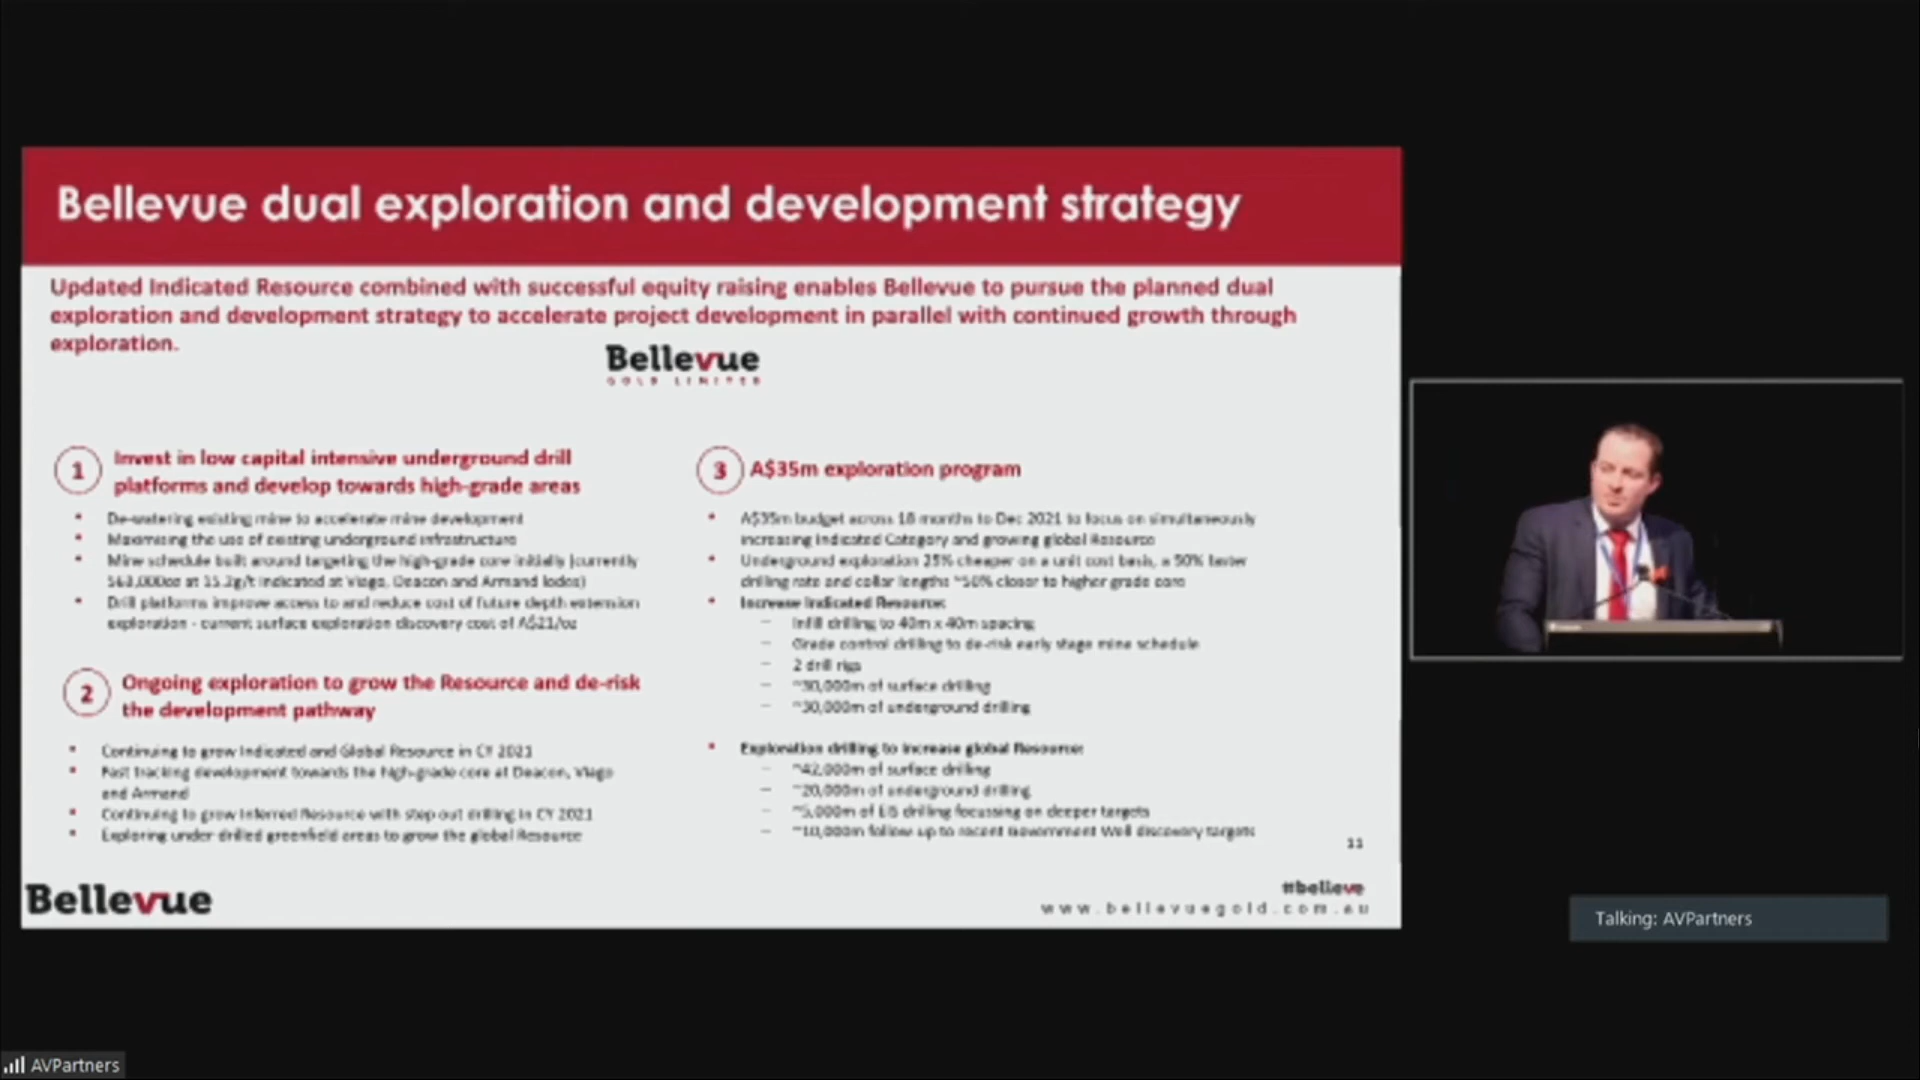 Bellevue dual exploration and development strategy
Updated Indicated Resource combined with successful equity raising enables Bellevue to pursue the planned dual
exploration and development strategy to accelerate project development in parallel with continued growth through
exploration.
Bellevue
GOLD LIMITED
1
Invest in low capital intensive underground drill
platforms and develop towards high-grade areas
De-watering existing mine to accelerate mine development
Maximising the use of existing underground infrastructure
Mine schedule built around targeting the high-grade core initially (currently
at Viago, Deacon and Armand lodes)
Drill platforms improve access to and reduce cost of future depth extension
exploration - current surface exploration discovery cost of A$21/oz
2
Ongoing exploration to grow the Resource and de-risk
the development pathway
Continuing to grow Indicated and Global Resource in CY 2021
Fast tracking development towards the high-grade core at Deacon, Viago
and Armand
Continuing to grow Inferred Resource with step out drilling in CY 2021
Exploring under drilled greenfield areas to grow the global Resource
3
A$35m exploration program
A$35m budget across 18 months to Dec 2021 to focus on simultaneously
increasing Indicated Category and growing global Resource
Underground exploration 25% cheaper on a unit cost basis, a 50% faster
drilling rate and collar lengths ~50% closer to higher grade core
Increase Indicated Resource:
– Infill drilling to 40m x 40m spacing
– Grade control drilling to de-risk early stage mine schedule
– 2 drill rigs
– ~30,000m of surface drilling
– ~30,000m of underground drilling
Exploration drilling to increase global Resource:
– ~42,000m of surface drilling
– ~20,000m of underground drilling
– ~5,000m of EIS drilling focussing on deeper targets
– ~10,000m follow up to recent Government Well discovery targets
11
Bellevue
#believe
www.bellevuegold.com.au
Talking: AVPartners
AVPartners